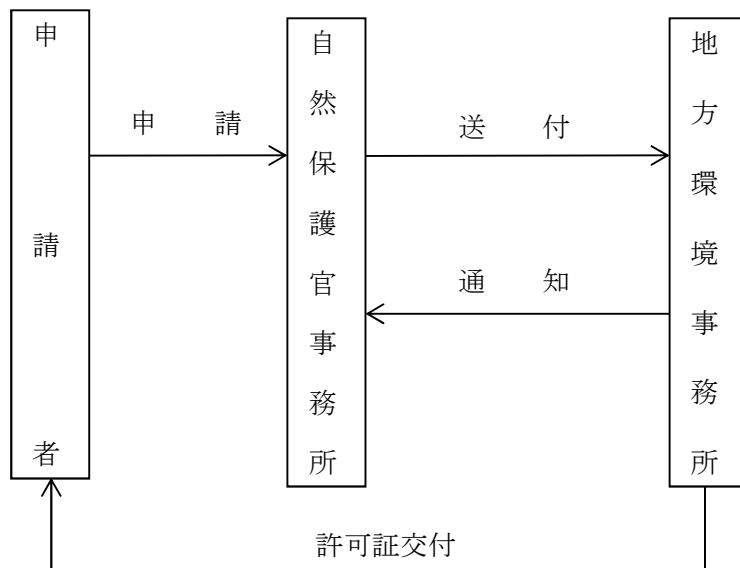 申請者
申請
自然保護官事務所
送付
通知
地方環境事務所
許可証交付